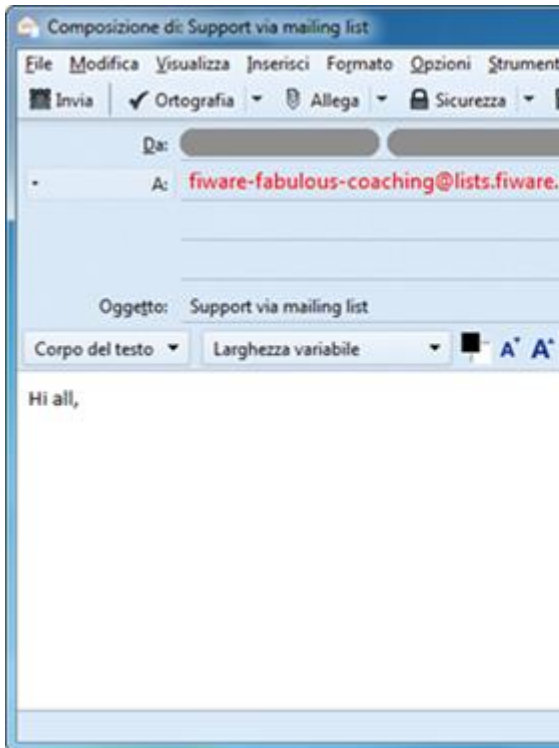 Composizione di: Support via mailing list
File Modifica Visualizza Inserisci Formato Opzioni Strument
Invia Ortografia Allega Sicurezza
Da:
A: fiware-fabulous-coaching@lists.fiware.
Oggetto: Support via mailing list
Corpo del testo Larghezza variabile A A
Hi all,